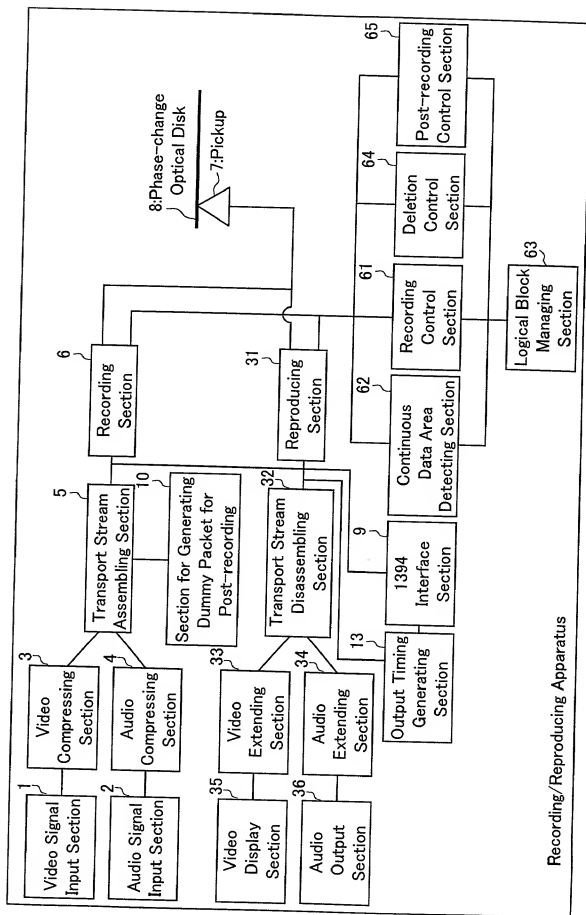 1
Video Signal
Input Section
3
Video
Compressing
Section
2
Audio Signal
Input Section
4
Audio
Compressing
Section
5
Transport Stream
Assembling Section
6
Recording
Section
10
Section for Generating
Dummy Packet for
Post-recording
8:Phase-change
Optical Disk
7:Pickup
35
Video
Display
Section
33
Video
Extending
Section
36
Audio
Output
Section
34
Audio
Extending
Section
32
Transport Stream
Disassembling
Section
31
Reproducing
Section
13
Output Timing
Generating
Section
9
1394
Interface
Section
62
Continuous
Data Area
Detecting Section
61
Recording
Control
Section
64
Deletion
Control
Section
65
Post-recording
Control Section
63
Logical Block
Managing
Section
Recording/Reproducing Apparatus